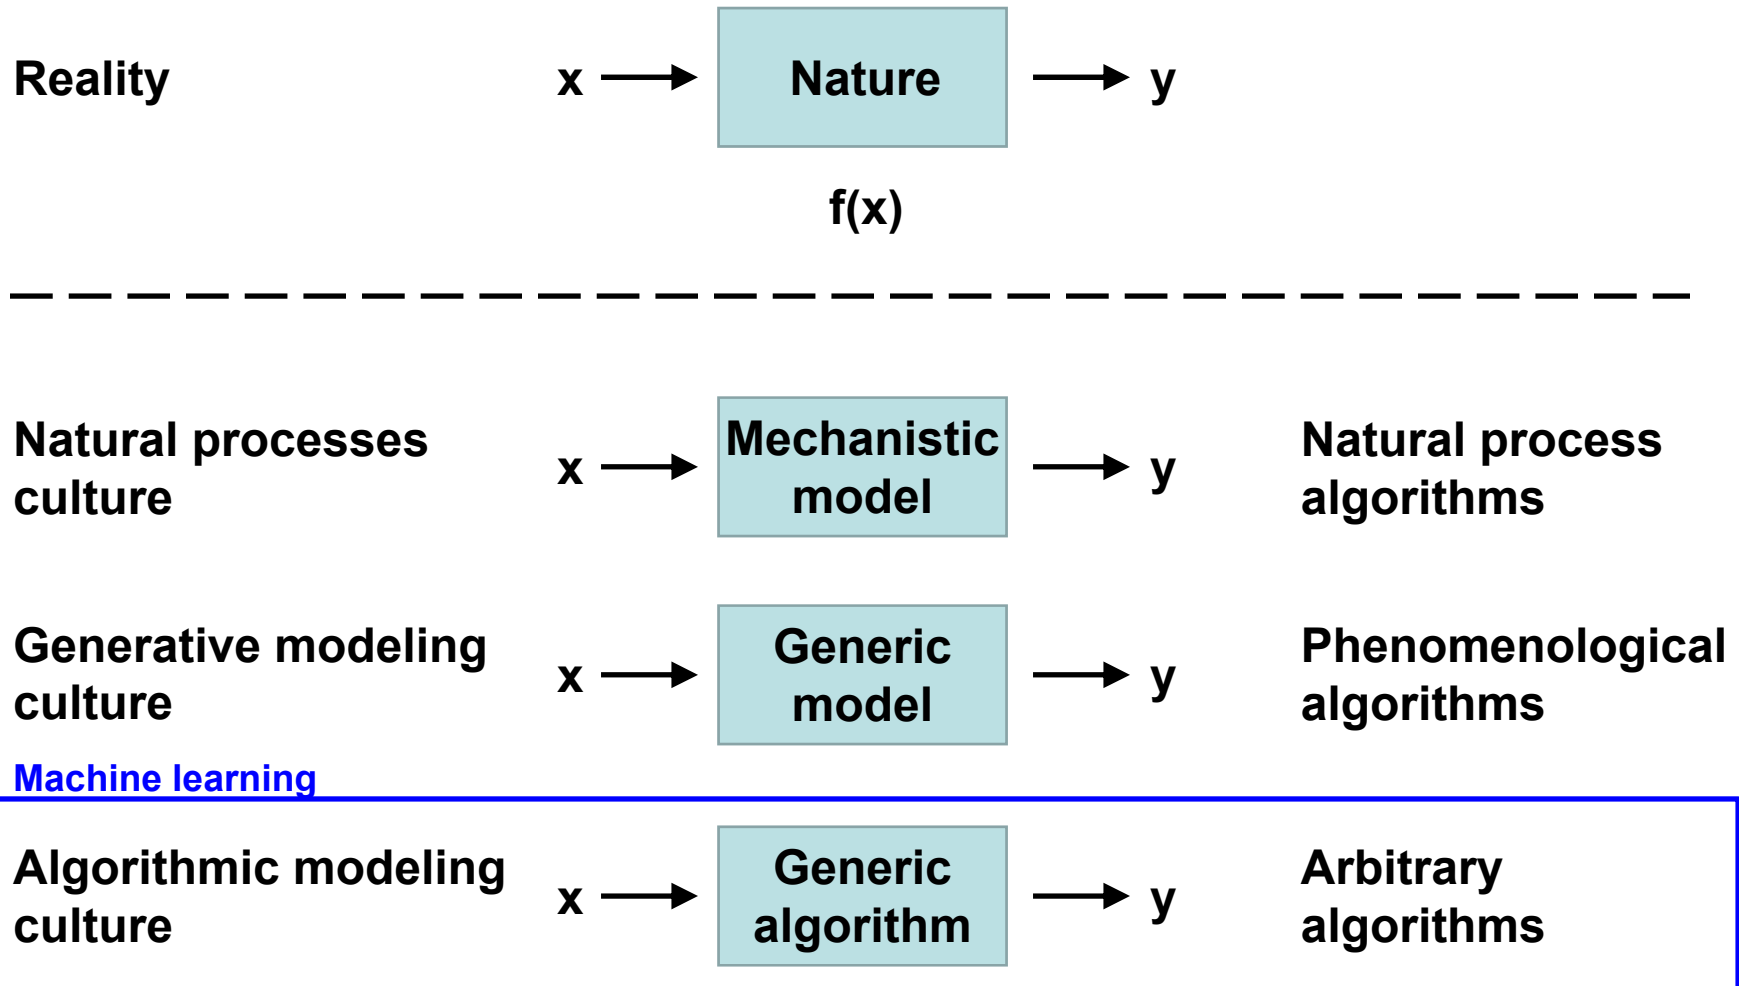 Reality x Nature y
f(x)
Natural processes
culture
x
Mechanistic
model
y
Natural process
algorithms
Generative modeling
culture
x
Generic
model
y
Phenomenological
algorithms
Machine learning
Algorithmic modeling
culture
x
Generic
algorithm
y
Arbitrary
algorithms